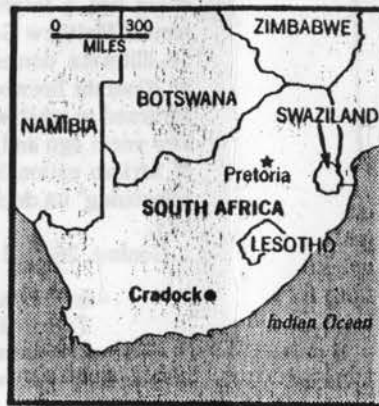 0 300
MILES
ZIMBABWE
BOTSWANA
NAMIBIA
SWAZILAND
Pretoria
SOUTH AFRICA
LESOTHO
Cradock
Indian Ocean